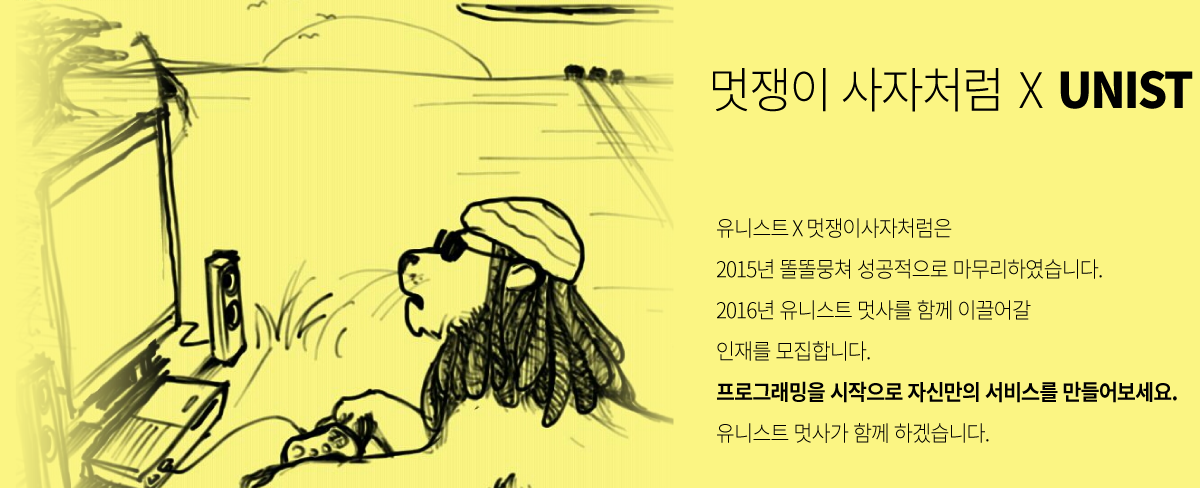 멋쟁이 사자처럼 X UNIST
유니스트 X 멋쟁이사자처럼은
2015년 똘똘뭉쳐 성공적으로 마무리하였습니다.
2016년 유니스트 멋사를 함께 이끌어갈
인재를 모집합니다.
프로그래밍을 시작으로 자신만의 서비스를 만들어보세요.
유니스트 멋사가 함께 하겠습니다.